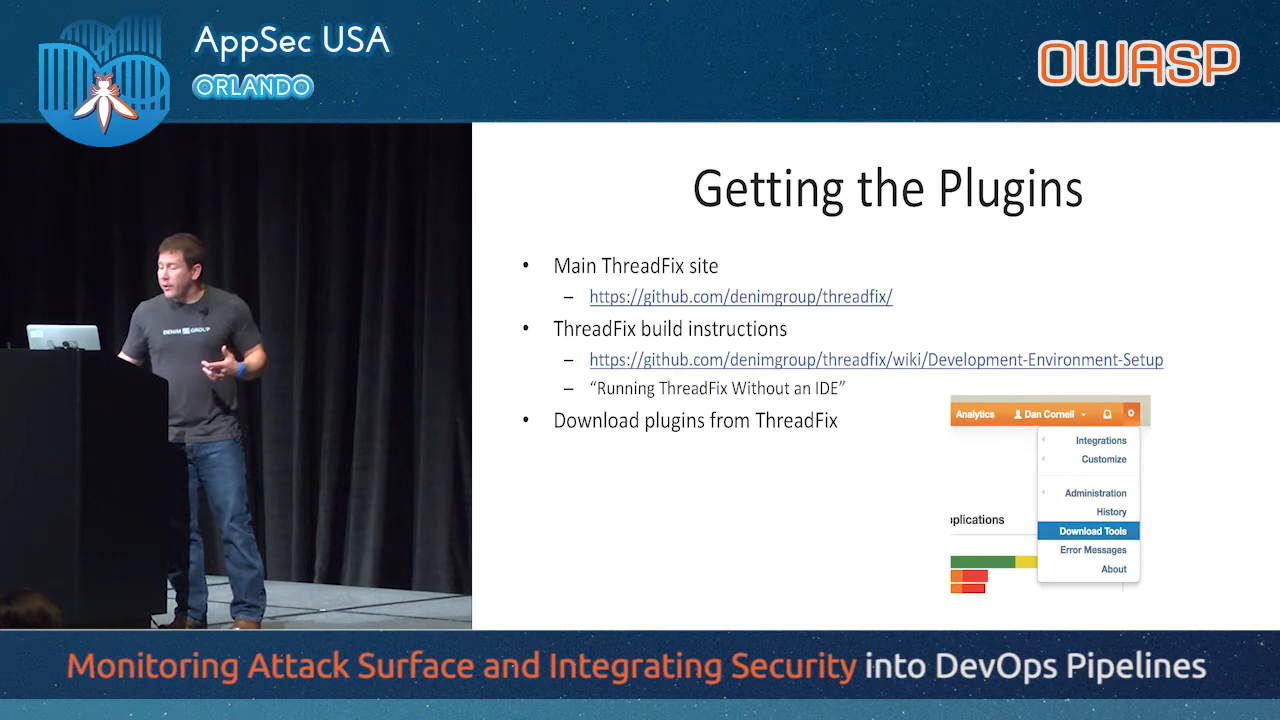 AppSec USA
ORLANDO
OWASP
DENIM GROUP
Getting the Plugins
• Main ThreadFix site
– https://github.com/denimgroup/threadfix/
• ThreadFix build instructions
– https://github.com/denimgroup/threadfix/wiki/Development-Environment-Setup
– “Running ThreadFix Without an IDE”
• Download plugins from ThreadFix
Analytics Dan Cornell
Integrations
Customize
Administration
History
plications
Download Tools
Error Messages
About
Monitoring Attack Surface and Integrating Security into DevOps Pipelines